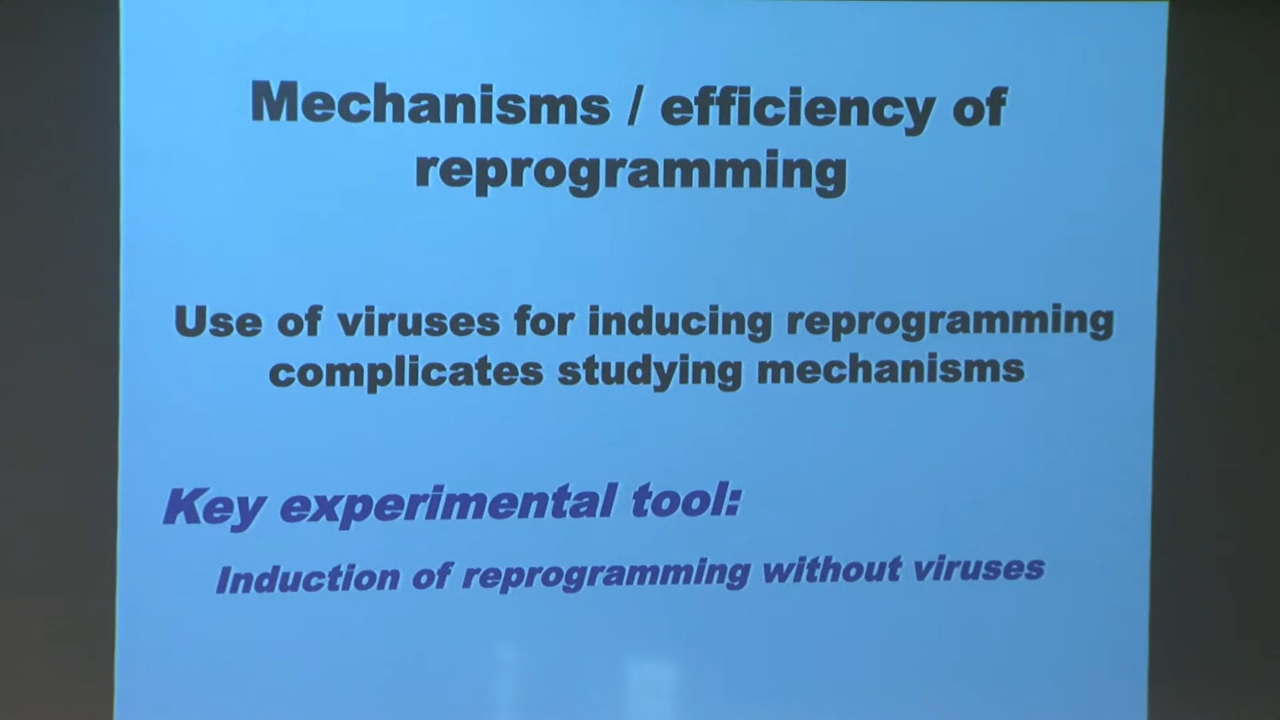 Mechanisms / efficiency of
reprogramming
Use of viruses for inducing reprogramming
complicates studying mechanisms
Key experimental tool:
Induction of reprogramming without viruses